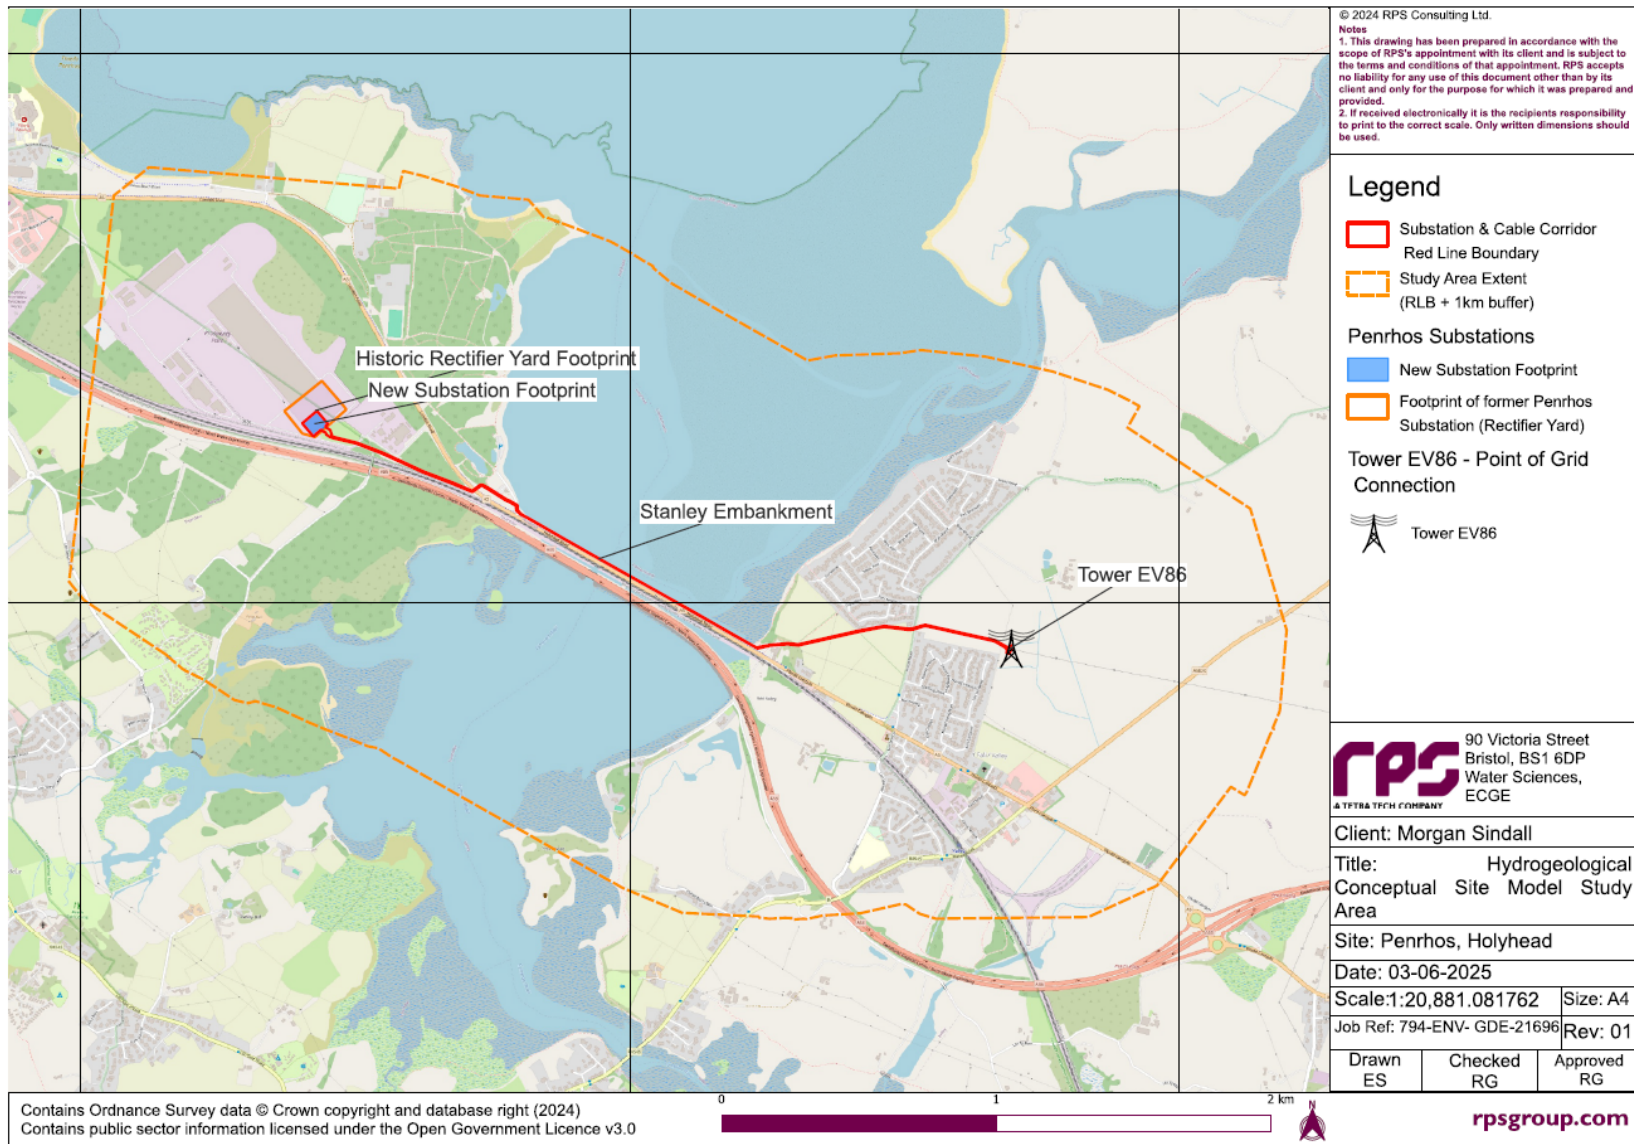 Historic Rectifier Yard Footprint
New Substation Footprint
Stanley Embankment
Tower EV86
© 2024 RPS Consulting Ltd.
Notes
1. This drawing has been prepared in accordance with the
scope of RPS's appointment with its client and is subject to
the terms and conditions of that appointment. RPS accepts
no liability for any use of this document other than by its
client and only for the purpose for which it was prepared and
provided.
2. If received electronically it is the recipients responsibility
to print to the correct scale. Only written dimensions should
be used.
Legend
Substation & Cable Corridor
Red Line Boundary
Study Area Extent
(RLB + 1km buffer)
Penrhos Substations
New Substation Footprint
Footprint of former Penrhos
Substation (Rectifier Yard)
Tower EV86 - Point of Grid
Connection
Tower EV86
rps
A TETRA TECH COMPANY
90 Victoria Street
Bristol, BS1 6DP
Water Sciences,
ECGE
Client: Morgan Sindall
Title: Hydrogeological
Conceptual Site Model Study
Area
Site: Penrhos, Holyhead
Date: 03-06-2025
Scale:1:20,881.081762 Size: A4
Job Ref: 794-ENV- GDE-21696 Rev: 01
Drawn Checked Approved
ES RG RG
Contains Ordnance Survey data © Crown copyright and database right (2024)
Contains public sector information licensed under the Open Government Licence v3.0
0 1 2 km
N
rpsgroup.com